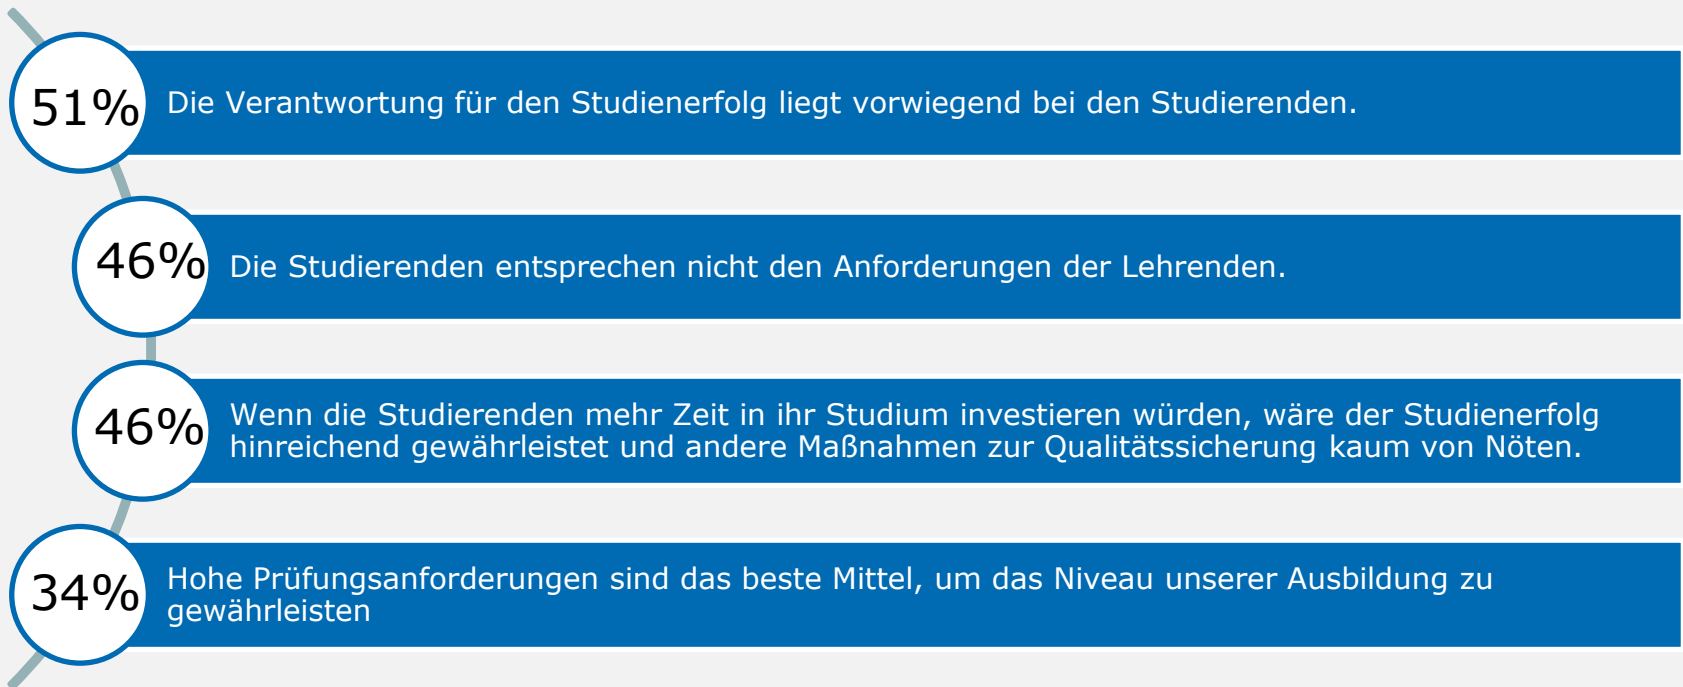 51%
Die Verantwortung für den Studienerfolg liegt vorwiegend bei den Studierenden.
46%
Die Studierenden entsprechen nicht den Anforderungen der Lehrenden.
46%
Wenn die Studierenden mehr Zeit in ihr Studium investieren würden, wäre der Studienerfolg
hinreichend gewährleistet und andere Maßnahmen zur Qualitätssicherung kaum von Nöten.
34%
Hohe Prüfungsanforderungen sind das beste Mittel, um das Niveau unserer Ausbildung zu
gewährleisten